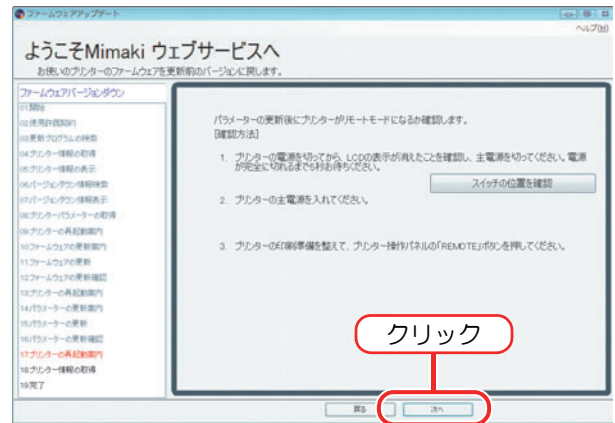 ファームウェアアップデート
ヘルプ(H)
ようこそMimaki ウェブサービスへ
お使いのプリンターのファームウェアを更新前のバージョンに戻します。
ファームウェアバージョンダウン
01開始
02使用許諾契約
03更新プログラムの検索
04プリンター情報の取得
05プリンター情報の表示
06バージョンダウン情報検索
07バージョンダウン情報表示
08プリンターパラメーターの取得
09プリンターの再起動案内
10ファームウェアの更新案内
11ファームウェアの更新
12ファームウェアの更新確認
13プリンターの再起動案内
14パラメーターの更新案内
15パラメーターの更新
16パラメーターの更新確認
17プリンターの再起動案内
18プリンター情報の取得
19完了
パラメーターの更新後にプリンターがリモートモードになるか確認します。
[確認方法]
1. プリンターの電源を切ってから、LCDの表示が消えたことを確認し、主電源を切ってください。電源
が完全に切れるまで5秒お待ちください。
スイッチの位置を確認
2. プリンターの主電源を入れてください。
3. プリンターの印刷準備を整えて、プリンター操作パネルの「REMOTE」ボタンを押してください。
クリック
戻る
次へ